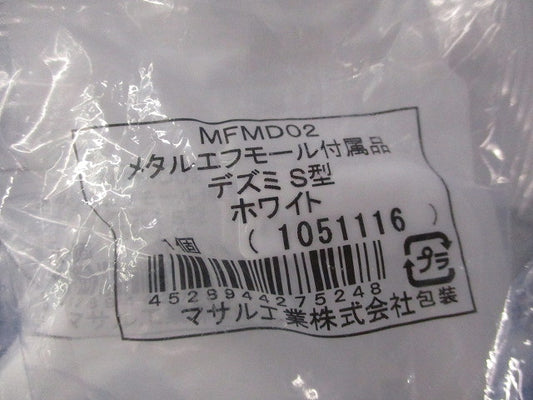 MFMD02
メタルエフモール付属品
デズミ S型
ホワイト
1個 ( 1051116 )
プラ
4528944275248
マサル工業株式会社 包装